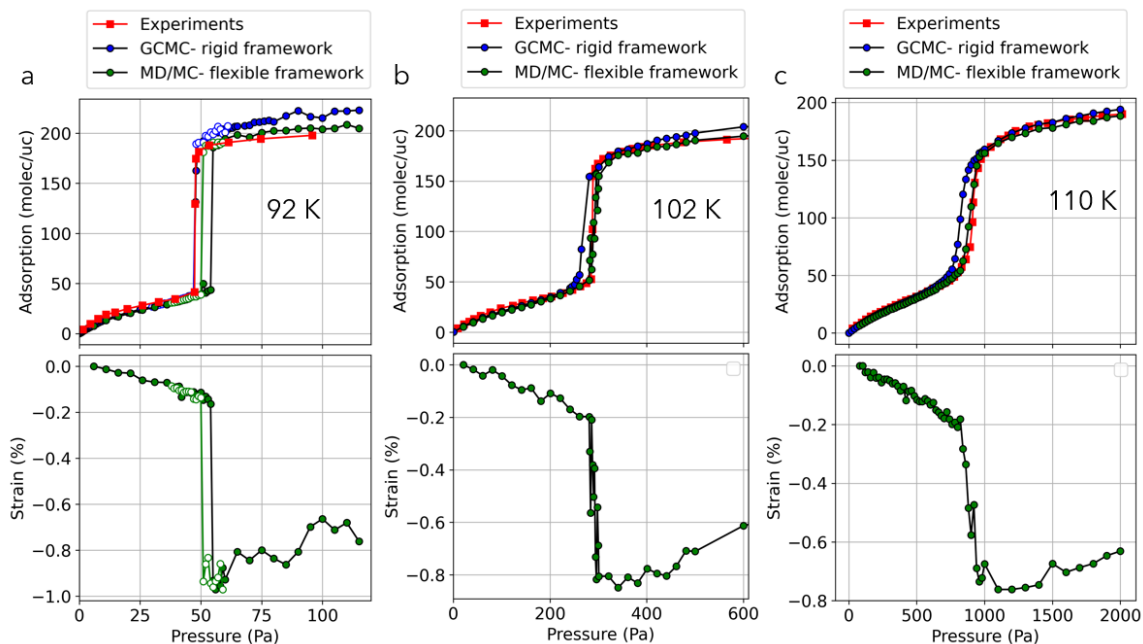 Experiments
GCMC- rigid framework
MD/MC- flexible framework
a
Adsorption (molec/uc)
200
150
100
50
0
92 K
Strain (%)
0.0
−0.2
−0.4
−0.6
−0.8
−1.0
0 25 50 75 100
Pressure (Pa)
Experiments
GCMC- rigid framework
MD/MC- flexible framework
b
Adsorption (molec/uc)
200
150
100
50
0
102 K
Strain (%)
0.0
−0.2
−0.4
−0.6
−0.8
0 200 400 600
Pressure (Pa)
Experiments
GCMC- rigid framework
MD/MC- flexible framework
c
Adsorption (molec/uc)
200
150
100
50
0
110 K
Strain (%)
0.0
−0.2
−0.4
−0.6
−0.8
0 500 1000 1500 2000
Pressure (Pa)